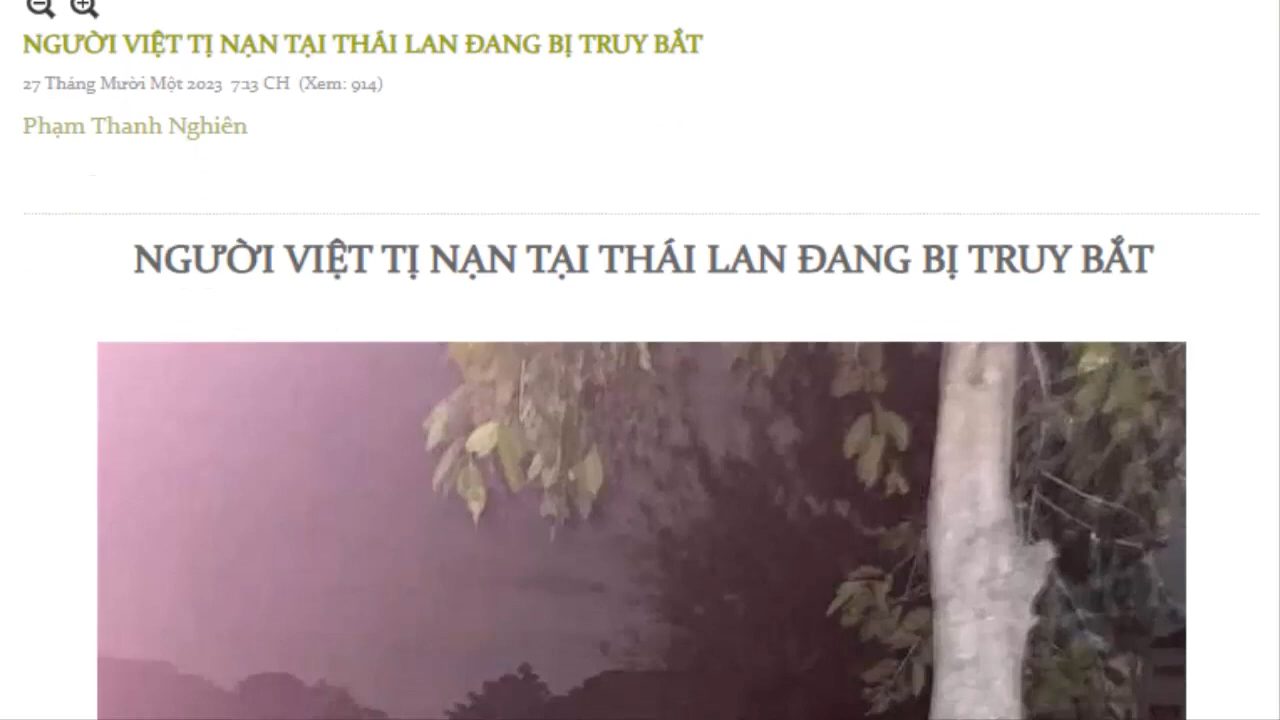 NGƯỜI VIỆT TỊ NẠN TẠI THÁI LAN ĐANG BỊ TRUY BẮT
27 Tháng Mười Một 2023 7:13 CH (Xem: 914)
Phạm Thanh Nghiên
NGƯỜI VIỆT TỊ NẠN TẠI THÁI LAN ĐANG BỊ TRUY BẮT